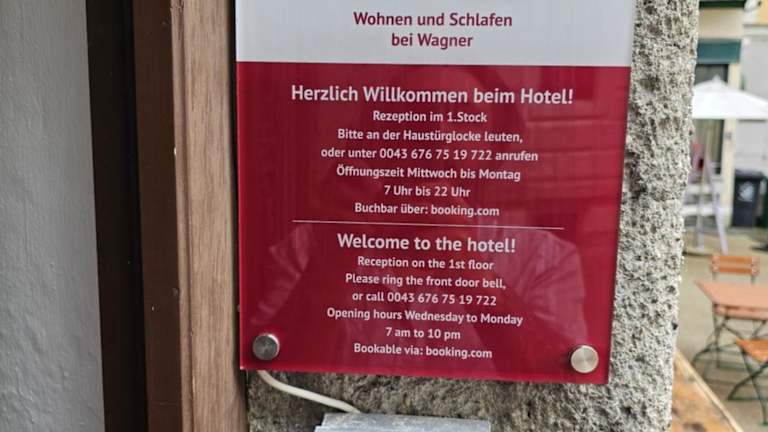 Wohnen und Schlafen
bei Wagner
Herzlich Willkommen beim Hotel!
Rezeption im 1.Stock
Bitte an der Haustürglocke leuten,
oder unter 0043 676 75 19 722 anrufen
Öffnungszeit Mittwoch bis Montag
7 Uhr bis 22 Uhr
Buchbar über: booking.com
Welcome to the hotel!
Reception on the 1st floor
Please ring the front door bell,
or call 0043 676 75 19 722
Opening hours Wednesday to Monday
7 am to 10 pm
Bookable via: booking.com